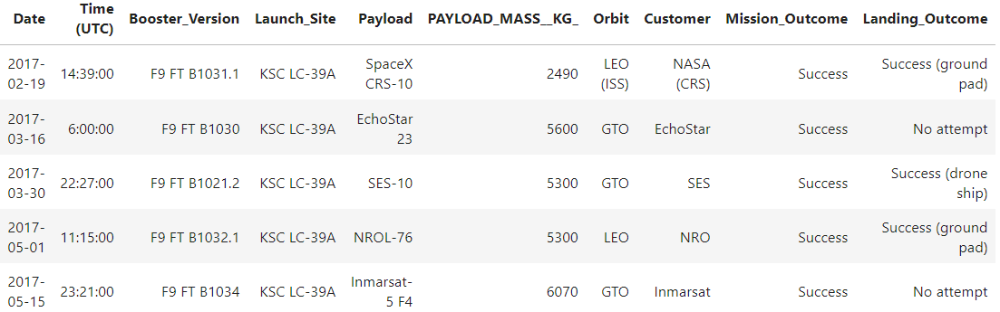 Date Time (UTC) Booster_Version Launch_Site Payload PAYLOAD_MASS__KG_ Orbit Customer Mission_Outcome Landing_Outcome
2017-02-19 14:39:00 F9 FT B1031.1 KSC LC-39A SpaceX CRS-10 2490 LEO (ISS) NASA (CRS) Success Success (ground pad)
2017-03-16 6:00:00 F9 FT B1030 KSC LC-39A EchoStar 23 5600 GTO EchoStar Success No attempt
2017-03-30 22:27:00 F9 FT B1021.2 KSC LC-39A SES-10 5300 GTO SES Success Success (drone ship)
2017-05-01 11:15:00 F9 FT B1032.1 KSC LC-39A NROL-76 5300 LEO NRO Success Success (ground pad)
2017-05-15 23:21:00 F9 FT B1034 KSC LC-39A Inmarsat-5 F4 6070 GTO Inmarsat Success No attempt